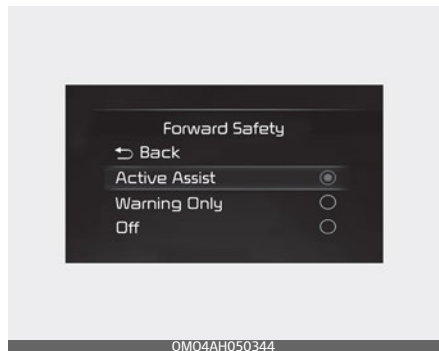 Forward Safety
Back
Active Assist
Warning Only
Off
OMO4AH050344